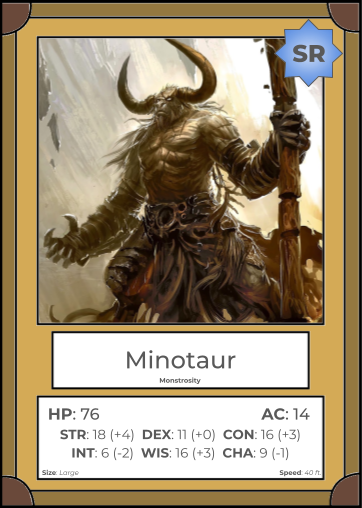 SR
Minotaur
Monstrosity
HP: 76 AC: 14
STR: 18 (+4) DEX: 11 (+0) CON: 16 (+3)
INT: 6 (-2) WIS: 16 (+3) CHA: 9 (-1)
Size: Large Speed: 40 ft.